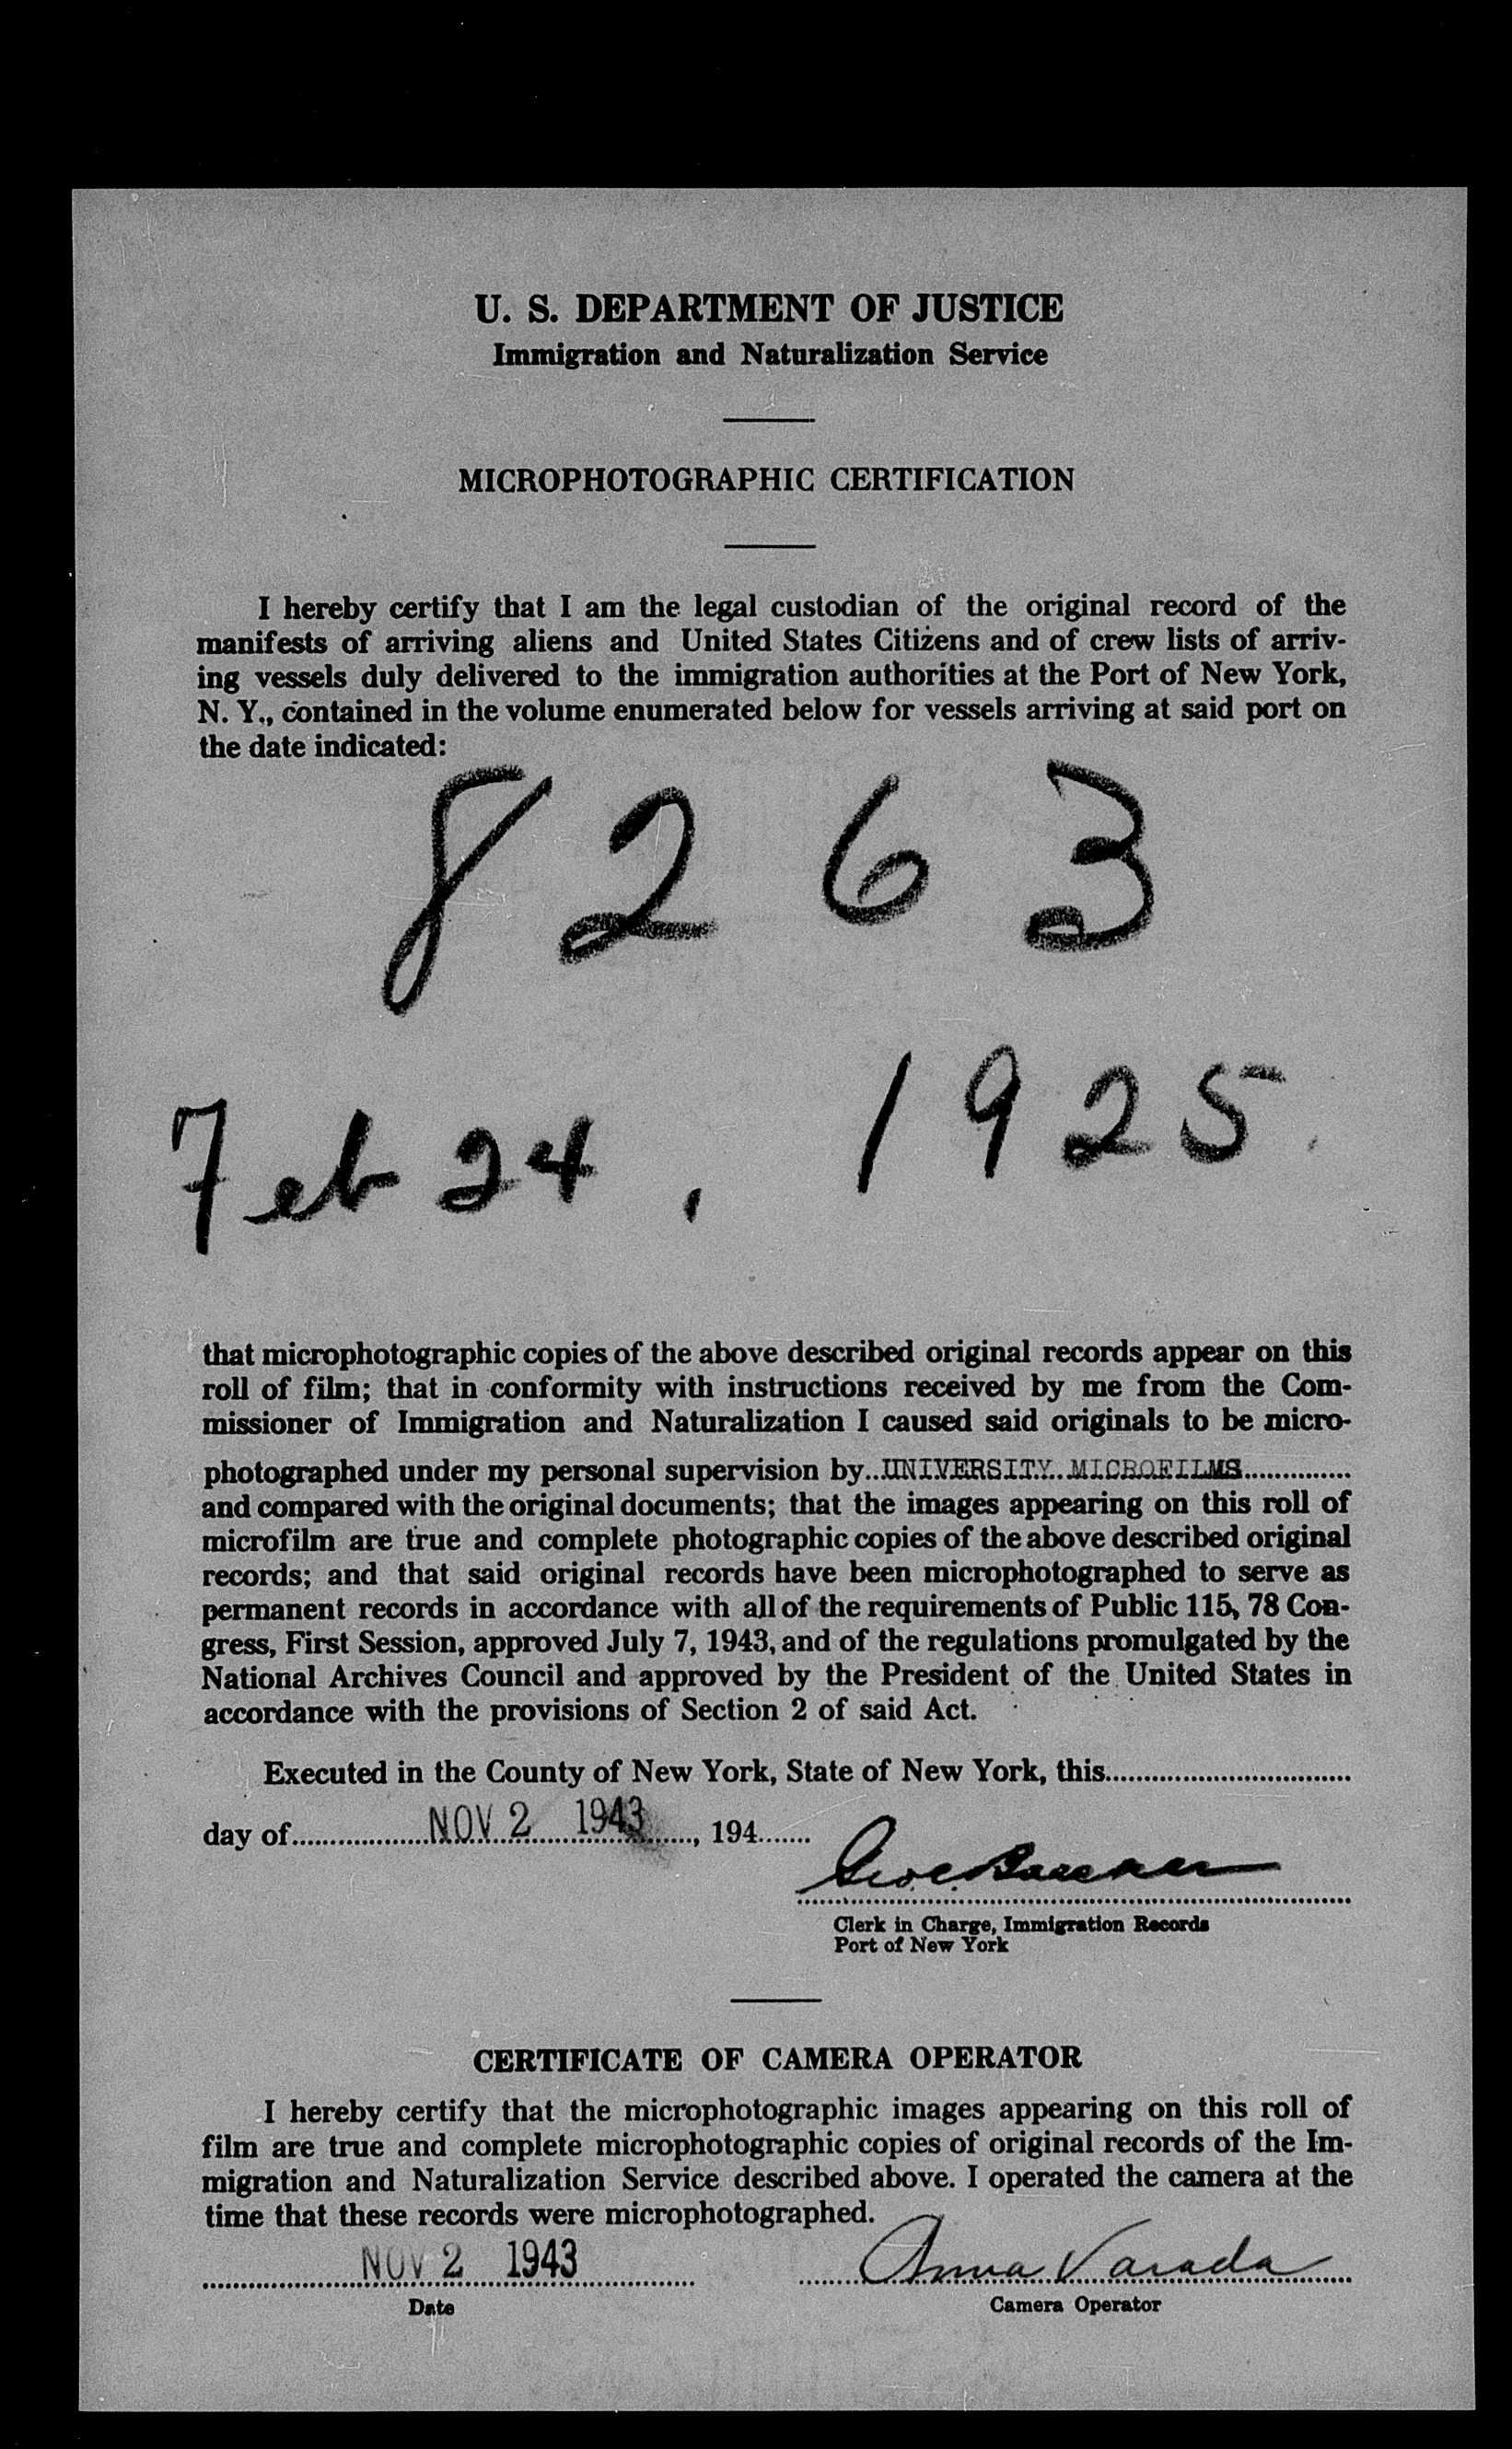 U. S. DEPARTMENT OF JUSTICE
Immigration and Naturalization Service
MICROPHOTOGRAPHIC CERTIFICATION
I hereby certify that I am the legal custodian of the original record of the
manifests of arriving aliens and United States Citizens and of crew lists of arriv-
ing vessels duly delivered to the immigration authorities at the Port of New York,
N. Y., contained in the volume enumerated below for vessels arriving at said port on
the date indicated:
8263
Feb 24, 1925.
that microphotographic copies of the above described original records appear on this
roll of film; that in conformity with instructions received by me from the Com-
missioner of Immigration and Naturalization I caused said originals to be micro-
photographed under my personal supervision by..UNIVERSITY MICROFILMS..............
and compared with the original documents; that the images appearing on this roll of
microfilm are true and complete photographic copies of the above described original
records; and that said original records have been microphotographed to serve as
permanent records in accordance with all of the requirements of Public 115, 78 Con-
gress, First Session, approved July 7, 1943, and of the regulations promulgated by the
National Archives Council and approved by the President of the United States in
accordance with the provisions of Section 2 of said Act.
Executed in the County of New York, State of New York, this................................
day of..................NOV 2 1943......, 194.......
Clerk in Charge, Immigration Records
Port of New York
CERTIFICATE OF CAMERA OPERATOR
I hereby certify that the microphotographic images appearing on this roll of
film are true and complete microphotographic copies of original records of the Im-
migration and Naturalization Service described above. I operated the camera at the
time that these records were microphotographed.
NOV 2 1943 Anna Varada
Date Camera Operator